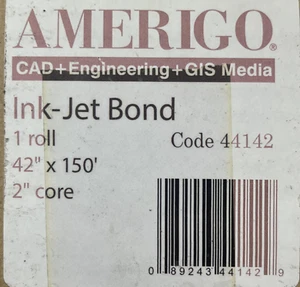 AMERIGO®
CAD+Engineering+GIS Media
Ink-Jet Bond
1 roll Code 44142
42" x 150'
2" core
0 89243 44142 9